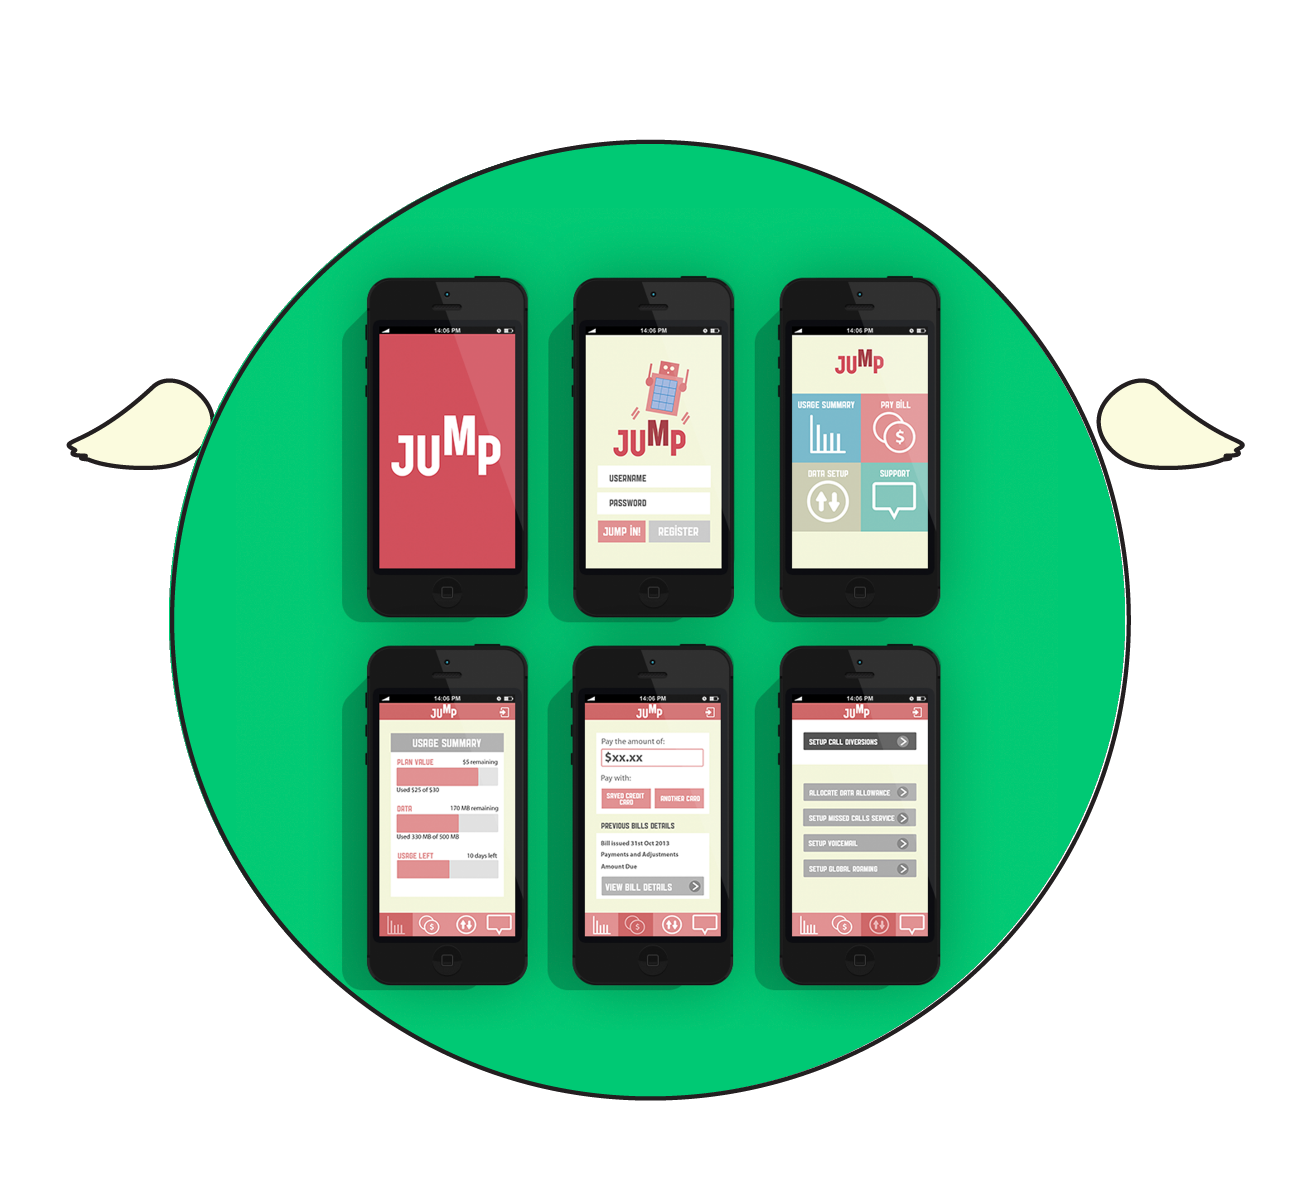 14:06 PM
JUMP
14:06 PM
JUMP
USERNAME
PASSWORD
JUMP IN!
REGISTER
14:06 PM
JUMP
USAGE SUMMARY
PAY BILL
$
DATA SETUP
SUPPORT
14:06 PM
JUMP
USAGE SUMMARY
PLAN VALUE
$5 remaining
Used $25 of $30
DATA
170 MB remaining
Used 330 MB of 500 MB
USAGE LEFT
10 days left
$
14:06 PM
JUMP
Pay the amount of:
$xx.xx
Pay with:
SAVED CREDIT
CARD
ANOTHER CARD
PREVIOUS BILLS DETAILS
Bill issued 31st Oct 2013
Payments and Adjustments
Amount Due
VIEW BILL DETAILS
$
14:06 PM
JUMP
SETUP CALL DIVERSIONS
ALLOCATE DATA ALLOWANCE
SETUP MISSED CALLS SERVICE
SETUP VOICEMAIL
SETUP GLOBAL ROAMING
$